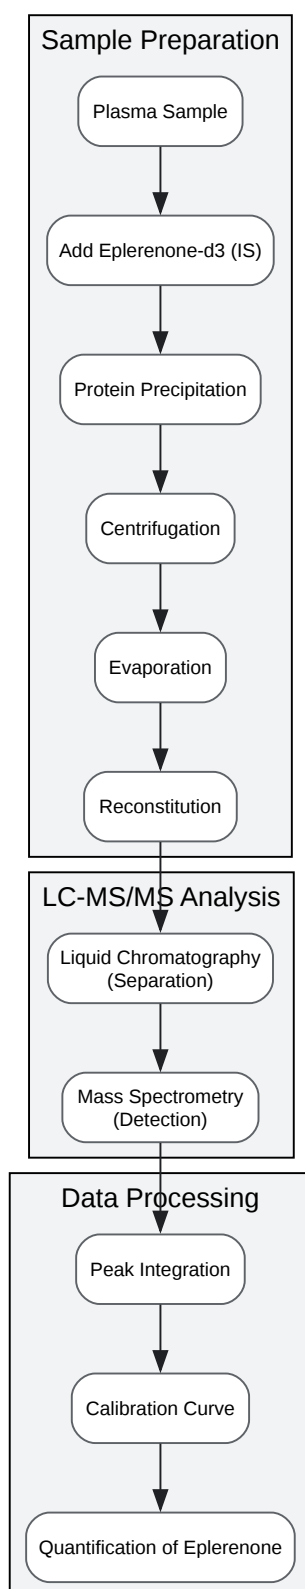 Sample Preparation
Plasma Sample
Add Eplerenone-d3 (IS)
Protein Precipitation
Centrifugation
Evaporation
Reconstitution
LC-MS/MS Analysis
Liquid Chromatography
(Separation)
Mass Spectrometry
(Detection)
Data Processing
Peak Integration
Calibration Curve
Quantification of Eplerenone